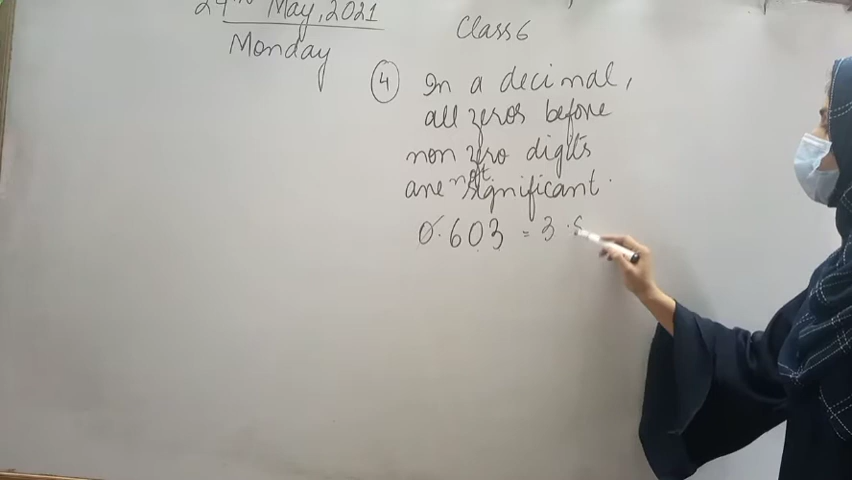 24th May, 2021
Monday
Class 6
4 In a decimal,
all zeros before
non zero digits
are not significant.
0.603 = 3 . s